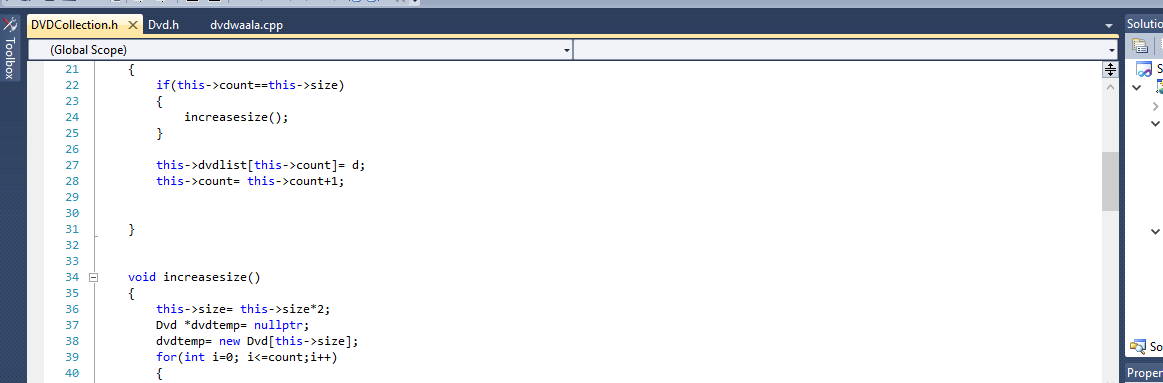 DVDCollection.h Dvd.h dvdwaala.cpp
Solutio
Toolbox
(Global Scope)
21 {
22 if(this->count==this->size)
23 {
24 increasesize();
25 }
26
27 this->dvdlist[this->count]= d;
28 this->count= this->count+1;
29
30
31 }
32
33
34 void increasesize()
35 {
36 this->size= this->size*2;
37 Dvd *dvdtemp= nullptr;
38 dvdtemp= new Dvd[this->size];
39 for(int i=0; i<=count;i++)
40 {
S
So
Proper